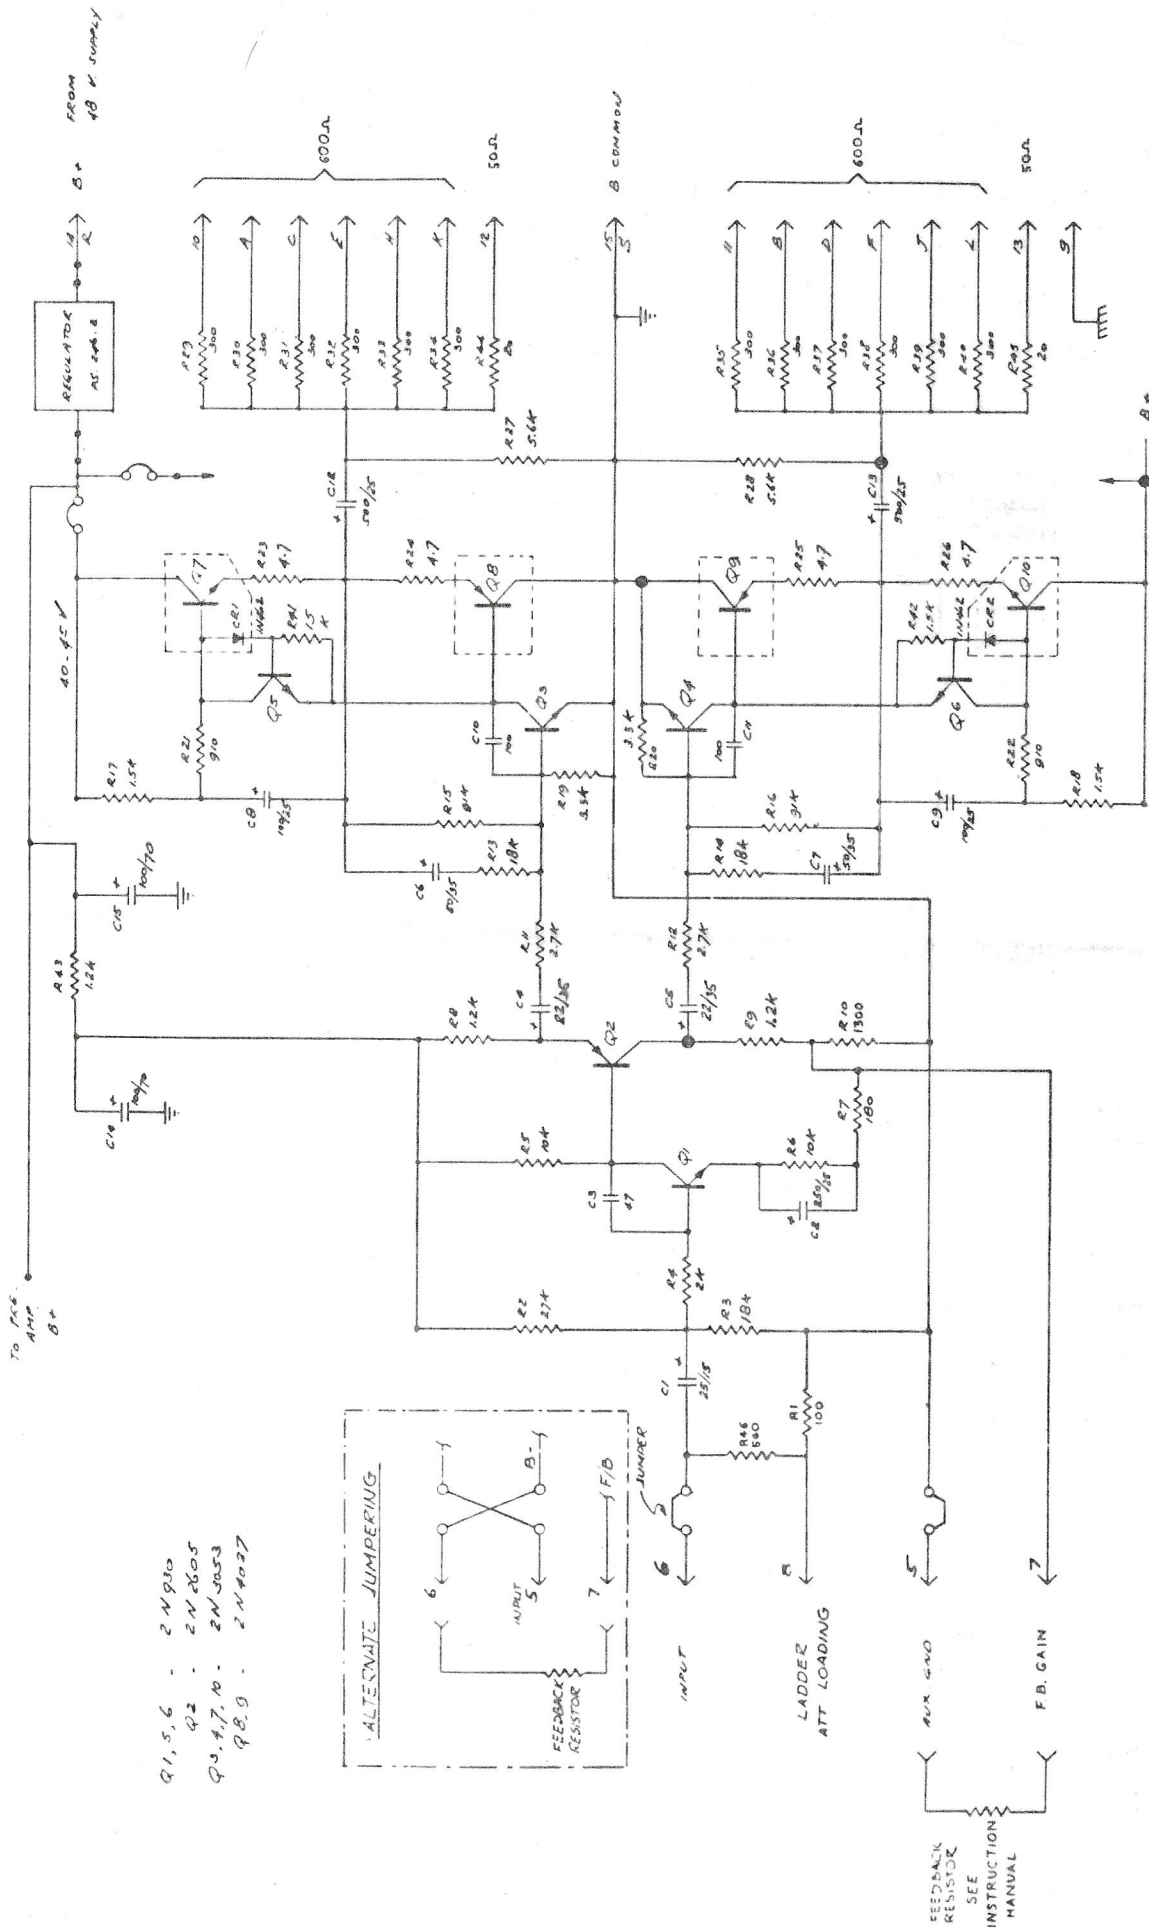 TO PRE-
AMP.
B+
R43
1.2K
C14
100/70
C15
100/70
REGULATOR
14
R
B+
FROM
48 V. SUPPLY
40-45 V
Q1,5,6 - 2N930
Q2 - 2N2605
Q3,4,7,10 - 2N3053
Q8,9 - 2N4037
ALTERNATE JUMPERING
6
INPUT
5
7
B-
F/B
FEEDBACK
RESISTOR
INPUT
6
JUMPER
LADDER
ATT LOADING
8
AUX. GND
5
F.B. GAIN
7
FEEDBACK
RESISTOR
SEE
INSTRUCTION
MANUAL
R46
560
R1
100
C1
25/15
R2
27K
R3
18K
R4
2K
C3
47
R5
10K
Q1
C2
250/25
R6
10K
R7
180
Q2
R8
1.2K
R9
1.2K
R10
1300
C4
22/35
C5
22/35
R11
2.7K
R12
2.7K
C6
50/35
R13
18K
R15
91K
R14
18K
C7
50/35
R16
91K
R17
1.5K
C8
100/25
R19
3.3K
R20
3.3K
C9
100/25
R18
1.5K
R21
910
C10
100
C11
100
R22
910
Q5
Q3
Q4
Q6
CR1
1N462
R41
1.5
K
R42
1.5K
1N462
CR2
Q7
R23
4.7
R24
4.7
Q8
Q9
R25
4.7
R26
4.7
Q10
C12
500/25
C13
500/25
R27
5.6K
R28
5.6K
R29
300
10
R30
300
A
R31
300
C
R32
300
E
R33
300
H
R34
300
K
R44
20
12
600Ω
50Ω
15
S
B COMMON
R35
300
11
R36
300
B
R37
300
D
R38
300
F
R39
300
J
R40
300
L
R45
20
13
9
600Ω
50Ω
B+